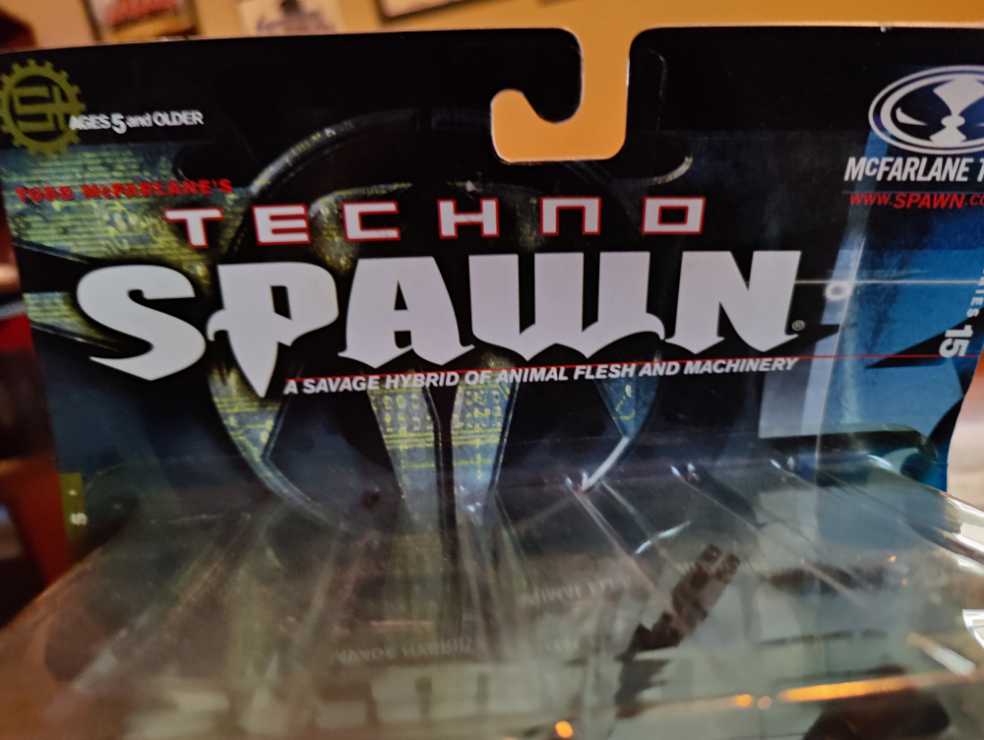 AGES 5 and OLDER
TODD McFARLANE'S
TECHNO
SPAWN®
A SAVAGE HYBRID OF ANIMAL FLESH AND MACHINERY
McFARLANE T
WWW.SPAWN.CO
15